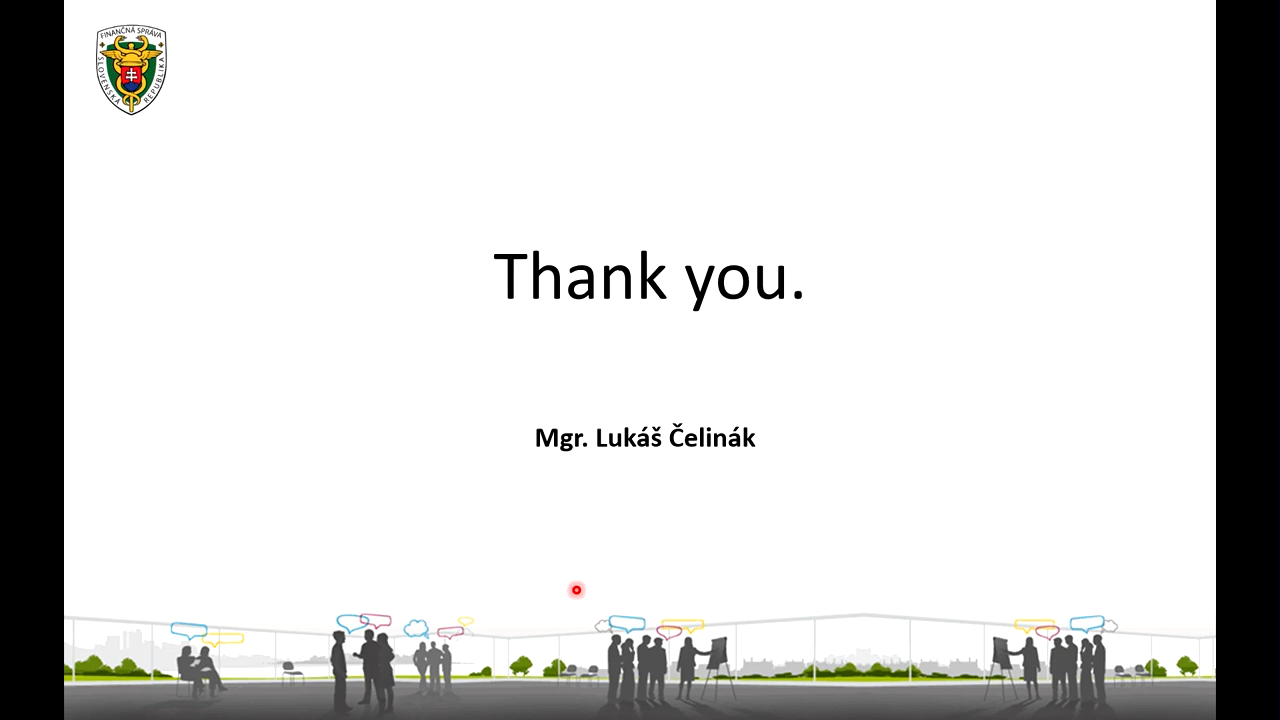 FINANČNÁ SPRÁVA
SLOVENSKÁ REPUBLIKA
Thank you.
Mgr. Lukáš Čelinák